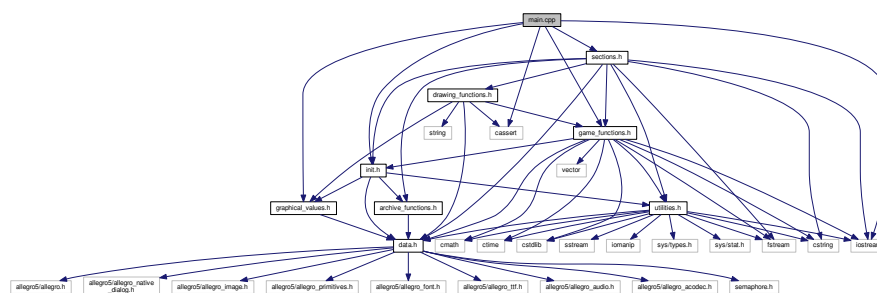 main.cpp
sections.h
drawing_functions.h
string
cassert
game_functions.h
init.h
vector
graphical_values.h
archive_functions.h
utilities.h
data.h
cmath
ctime
cstdlib
sstream
iomanip
sys/types.h
sys/stat.h
fstream
cstring
iostream
allegro5/allegro.h
allegro5/allegro_native
_dialog.h
allegro5/allegro_image.h
allegro5/allegro_primitives.h
allegro5/allegro_font.h
allegro5/allegro_ttf.h
allegro5/allegro_audio.h
allegro5/allegro_acodec.h
semaphore.h